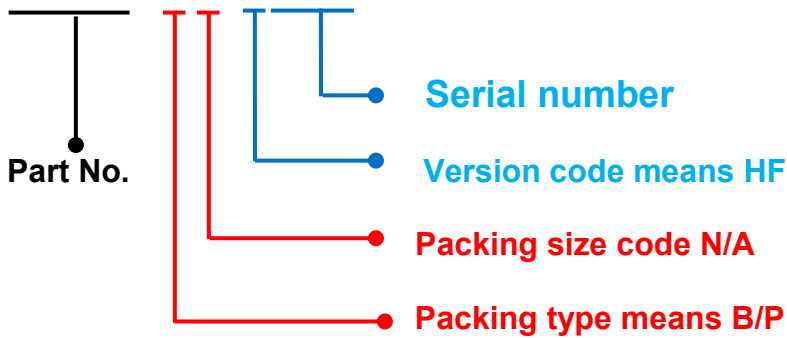 Serial number
Part No.
Version code means HF
Packing size code N/A
Packing type means B/P